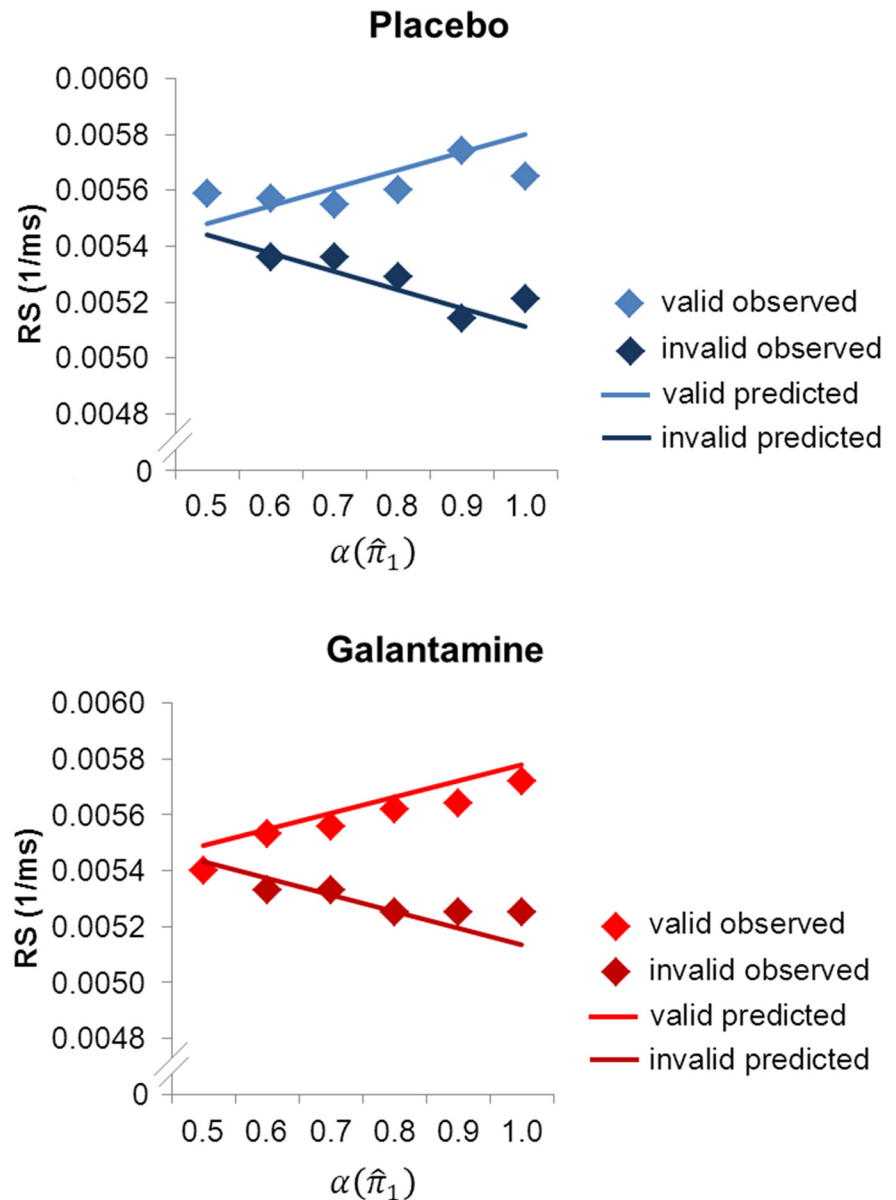 Placebo
RS (1/ms)
0.0060
0.0058
0.0056
0.0054
0.0052
0.0050
0.0048
0
0.5 0.6 0.7 0.8 0.9 1.0
α(π̂₁)
valid observed
invalid observed
valid predicted
invalid predicted
Galantamine
RS (1/ms)
0.0060
0.0058
0.0056
0.0054
0.0052
0.0050
0.0048
0
0.5 0.6 0.7 0.8 0.9 1.0
α(π̂₁)
valid observed
invalid observed
valid predicted
invalid predicted